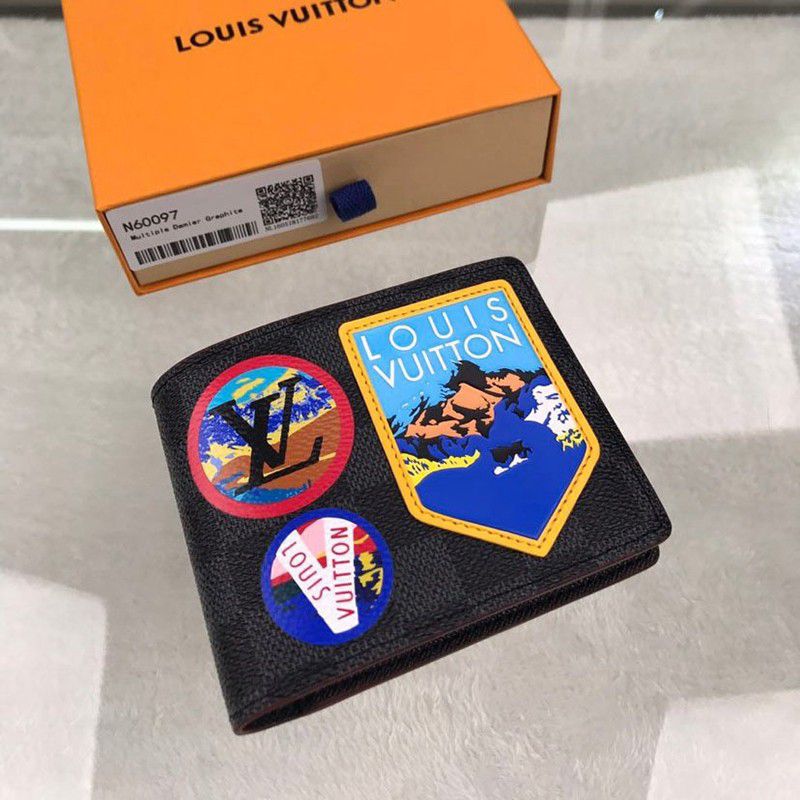 LOUIS VUITTON
N60097
Multiple Damier Graphite
LOUIS
VUITTON
LV
LOUIS
VUITTON